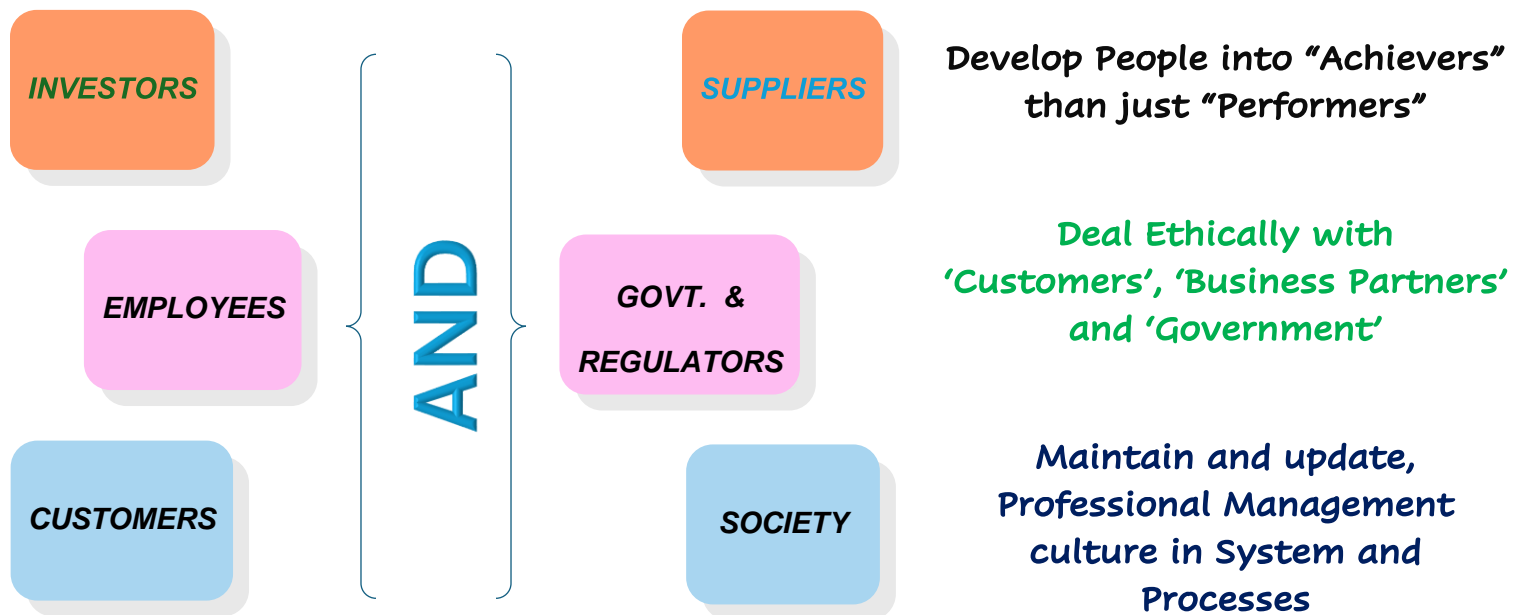 INVESTORS
EMPLOYEES
CUSTOMERS
AND
SUPPLIERS
GOVT. &
REGULATORS
SOCIETY
Develop People into “Achievers”
than just “Performers”
Deal Ethically with
‘Customers’, ‘Business Partners’
and ‘Government’
Maintain and update,
Professional Management
culture in System and
Processes